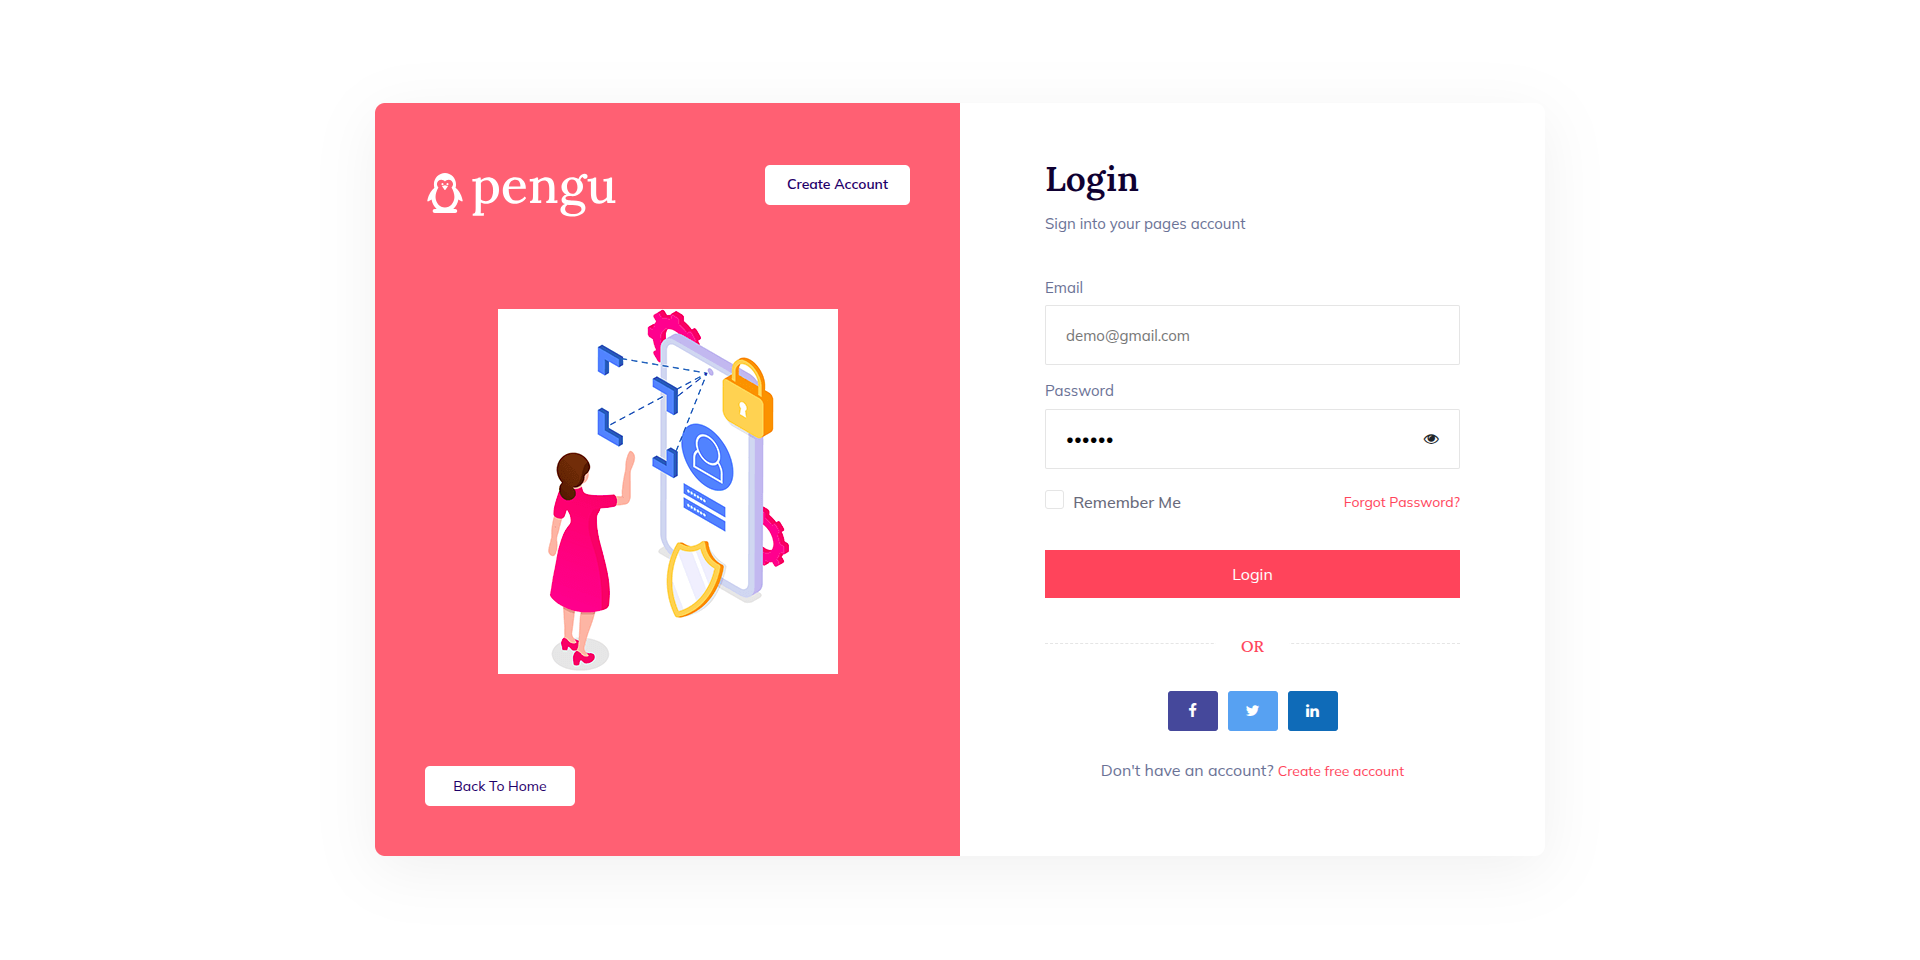 pengu
Create Account
Back To Home
Login
Sign into your pages account
Email
demo@gmail.com
Password
••••••
Remember Me
Forgot Password?
Login
OR
Don't have an account? Create free account